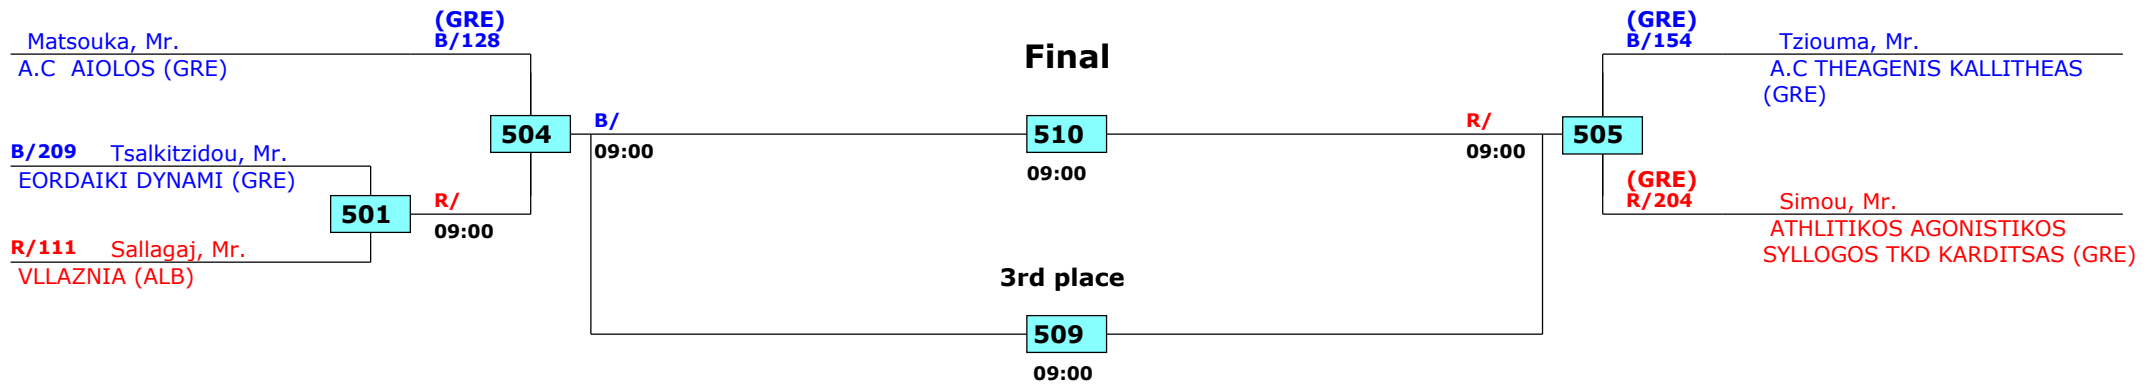 (GRE)
Matsouka, Mr. B/128
A.C  AIOLOS (GRE)
Final
(GRE)
B/154 Tziouma, Mr.
A.C THEAGENIS KALLITHEAS
(GRE)
504 B/
09:00
510
09:00
R/ 505
09:00
B/209 Tsalkitzidou, Mr.
EORDAIKI DYNAMI (GRE)
501 R/
09:00
R/111 Sallagaj, Mr.
VLLAZNIA (ALB)
(GRE)
R/204 Simou, Mr.
ATHLITIKOS AGONISTIKOS
SYLLOGOS TKD KARDITSAS (GRE)
3rd place
509
09:00